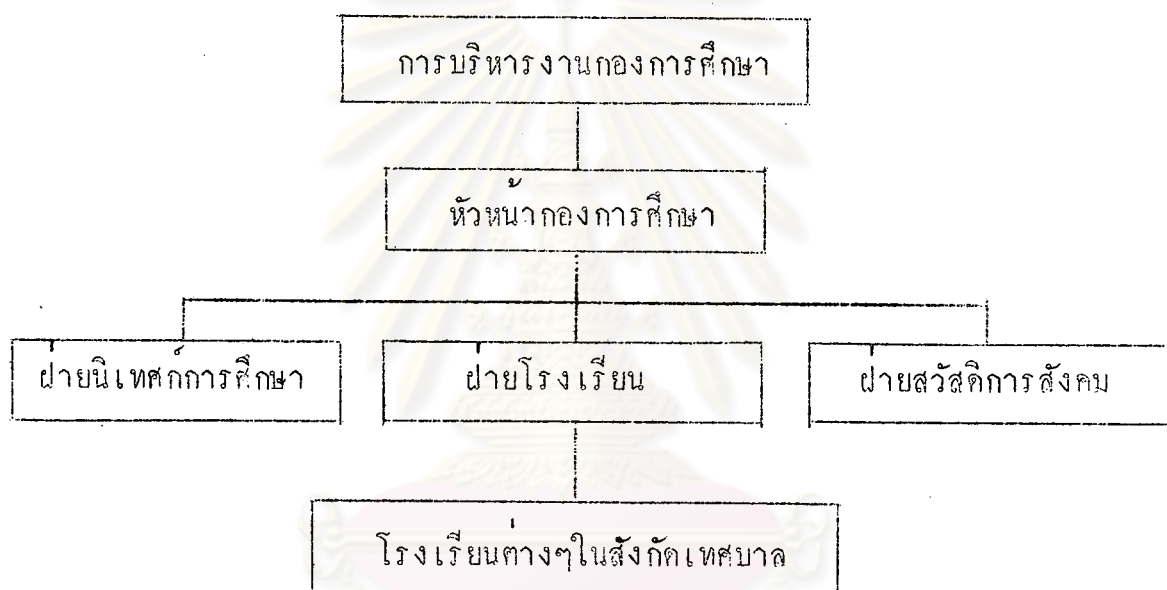 การบริหารงานกองการศึกษา
หัวหน้ากองการศึกษา
ฝ่ายนิเทศก์การศึกษา
ฝ่ายโรงเรียน
ฝ่ายสวัสดิการสังคม
โรงเรียนต่างๆในสังกัดเทศบาล